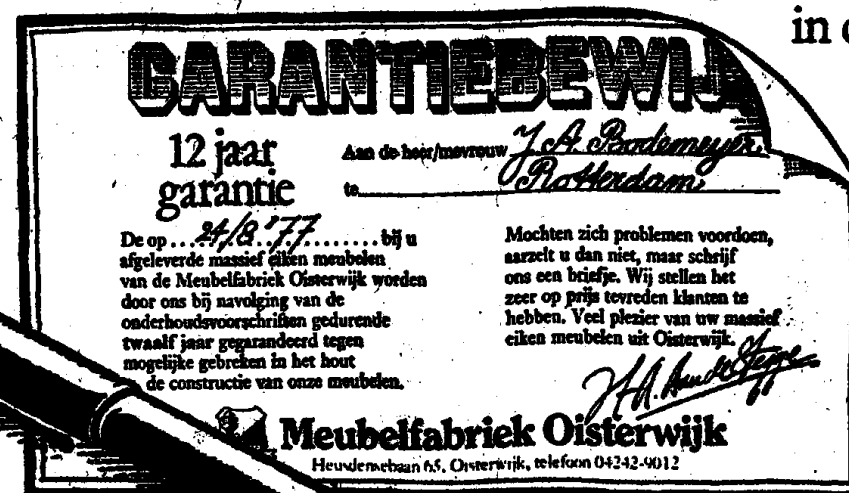 in
GARANTIEBEWIJ
12 jaar
garantie
Aan de heer/mevrouw J. A. Bodemeyer
te Rotterdam
De op ... 24/8 '77 ......... bij u
afgeleverde massief eiken meubelen
van de Meubelfabriek Oisterwijk worden
door ons bij navolging van de
onderhoudsvoorschriften gedurende
twaalf jaar gegarandeerd tegen
mogelijke gebreken in het hout
de constructie van onze meubelen.
Mochten zich problemen voordoen,
aarzelt u dan niet, maar schrijf
ons een briefje. Wij stellen het
zeer op prijs tevreden klanten te
hebben. Veel plezier van uw massief
eiken meubelen uit Oisterwijk.
Meubelfabriek Oisterwijk
Heusdensebaan 65, Oisterwijk, telefoon 04242-9012